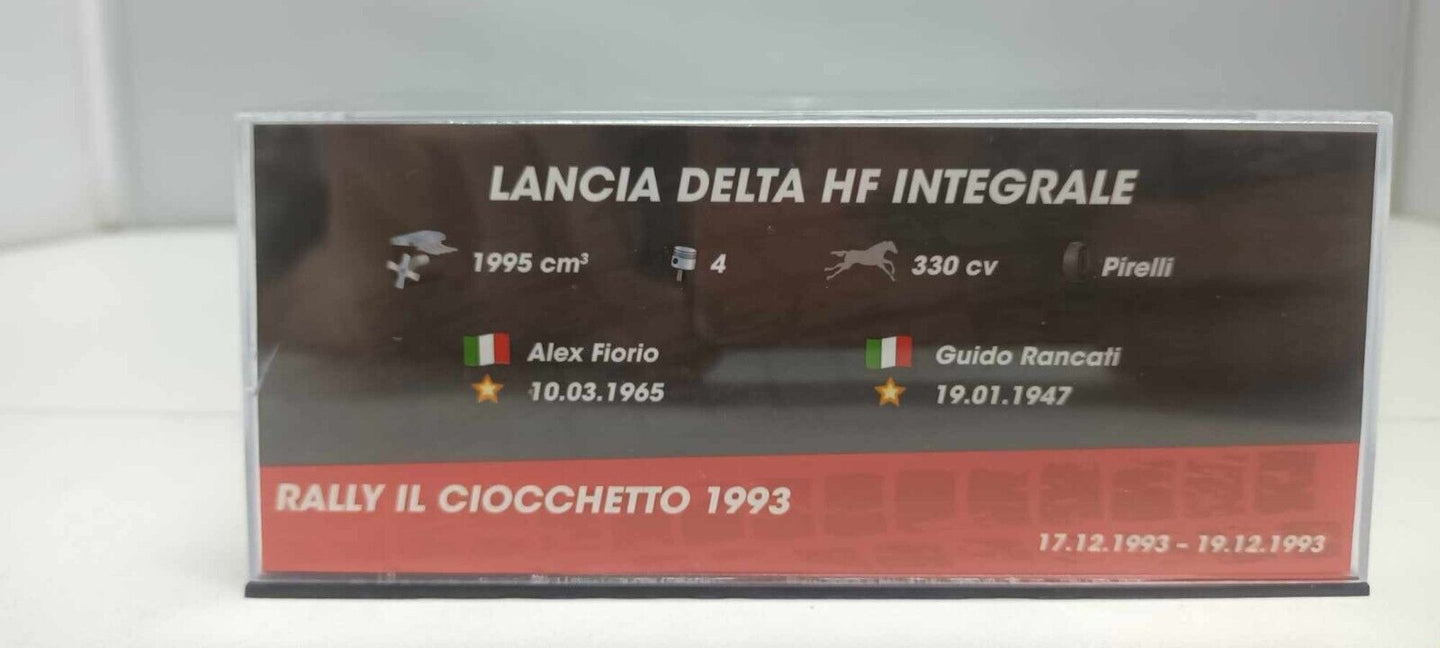 LANCIA DELTA HF INTEGRALE
1995 cm³ 4 330 cv Pirelli
Alex Fiorio Guido Rancati
10.03.1965 19.01.1947
RALLY IL CIOCCHETTO 1993
17.12.1993 - 19.12.1993